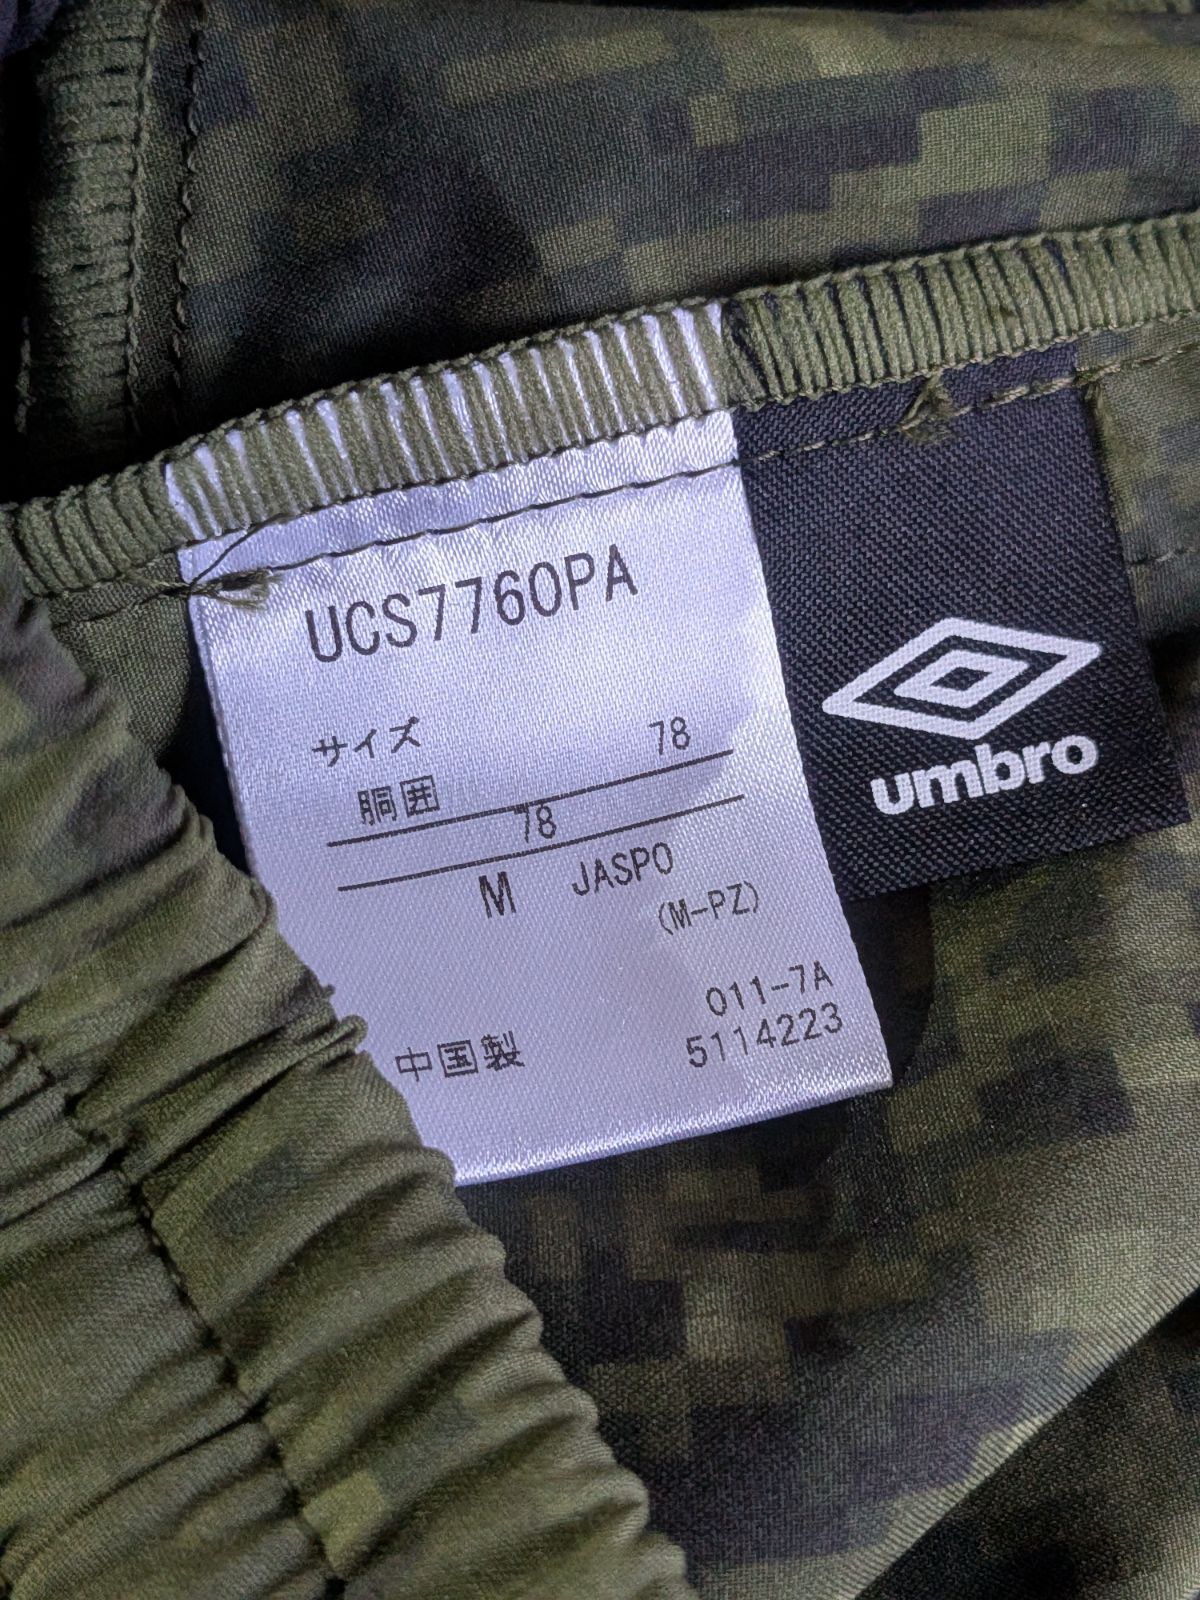 UCS7760PA
サイズ
胴囲 78
78
M JASPO
(M-PZ)
011-7A
中国製 5114223
umbro